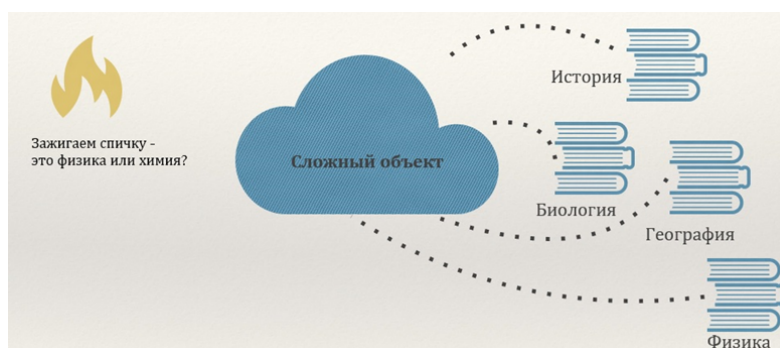 Зажигаем спичку -
это физика или химия?
Сложный объект
История
Биология
География
Физика